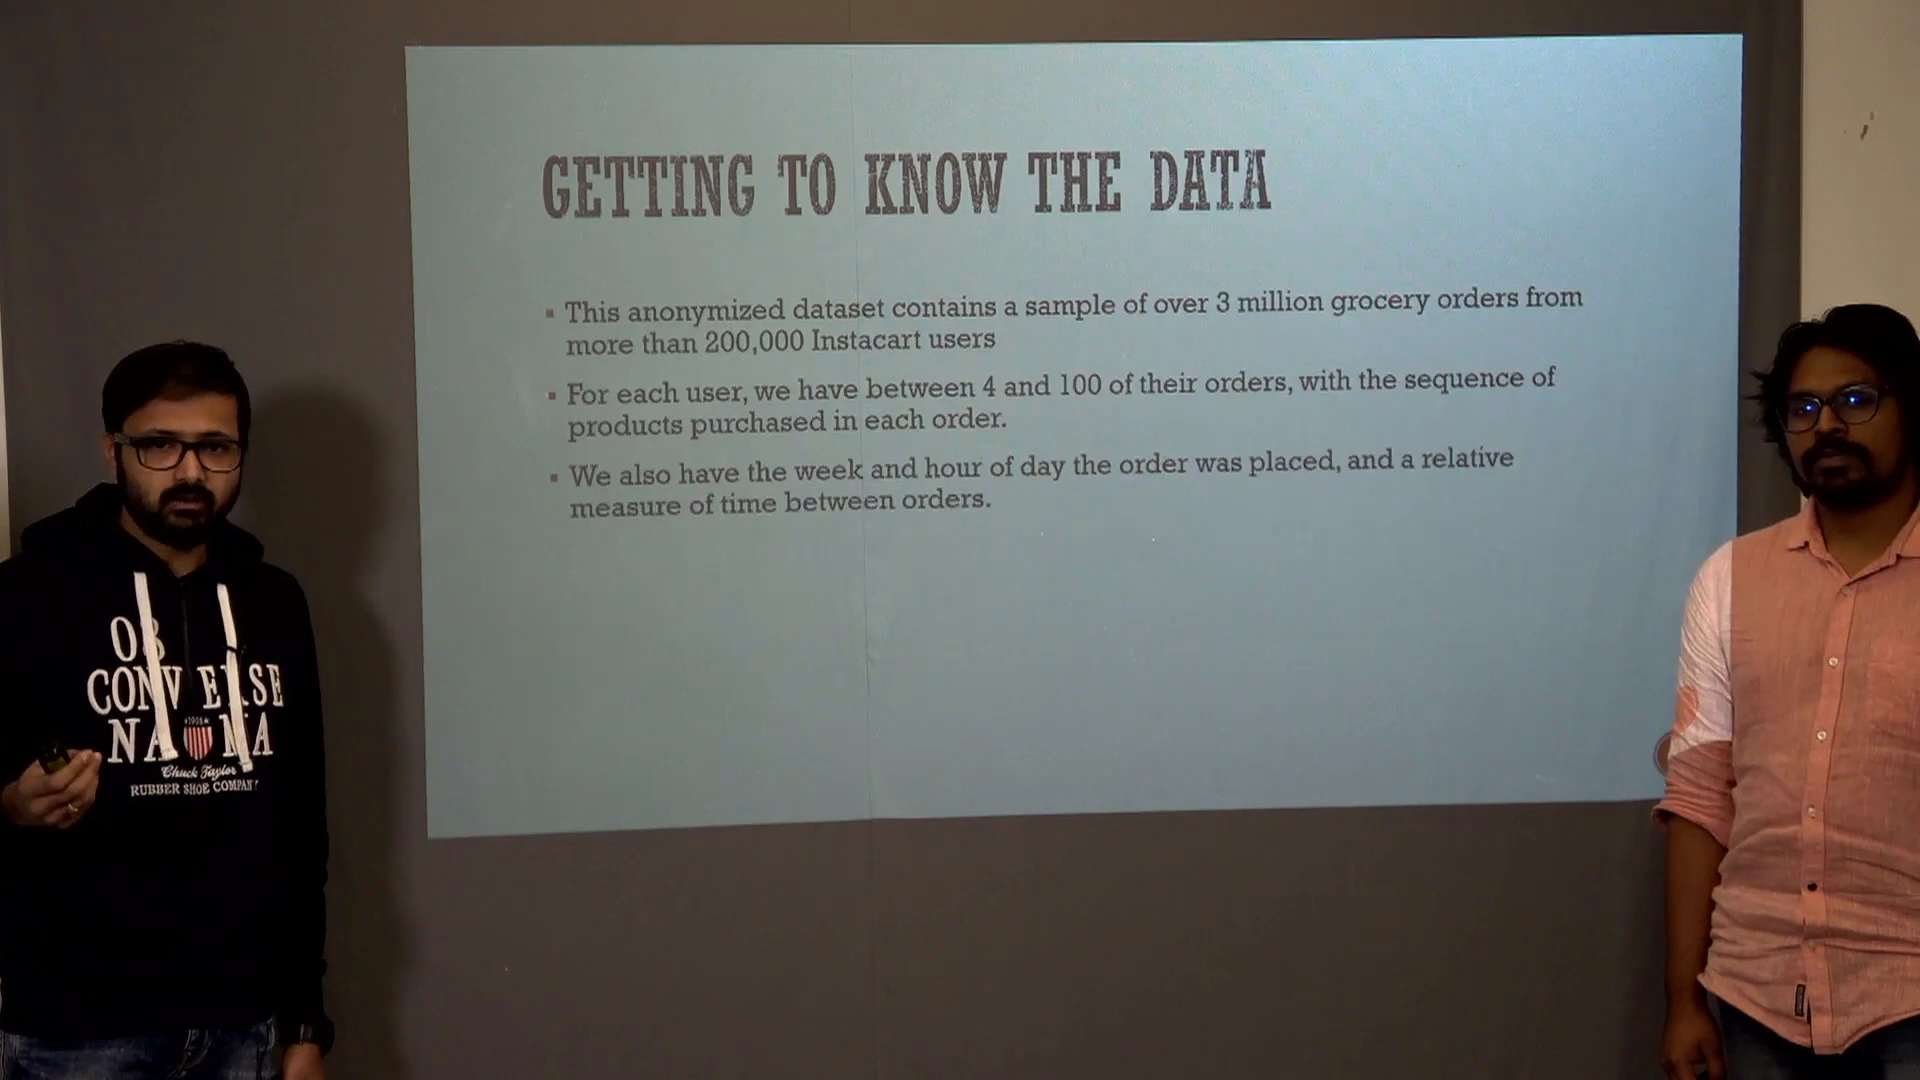 GETTING TO KNOW THE DATA
▪ This anonymized dataset contains a sample of over 3 million grocery orders from
more than 200,000 Instacart users
▪ For each user, we have between 4 and 100 of their orders, with the sequence of
products purchased in each order.
▪ We also have the week and hour of day the order was placed, and a relative
measure of time between orders.
CONVERSE
1908
Chuck Taylor
RUBBER SHOE COMPANY